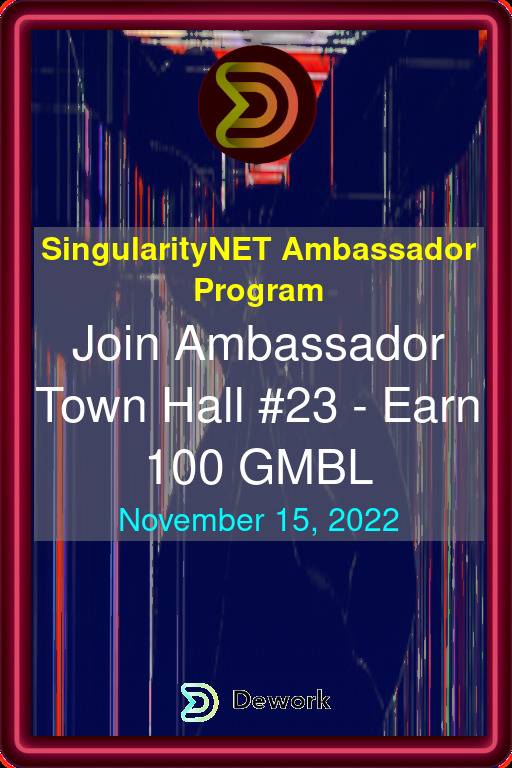 SingularityNET Ambassador
Program
Join Ambassador
Town Hall #23 - Earn
100 GMBL
November 15, 2022
Dework